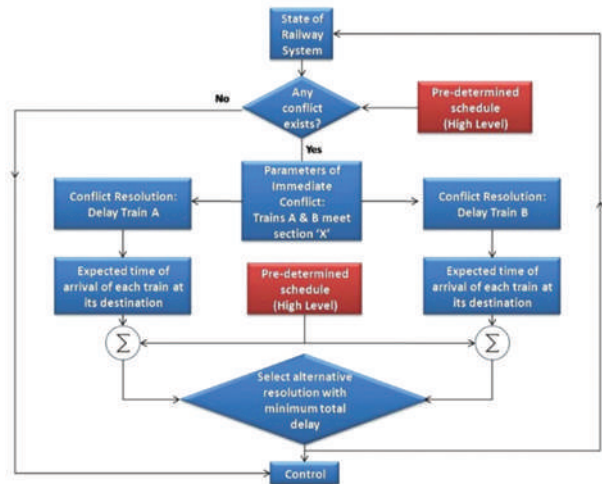 State of
Railway
System
No
Any
conflict
exists?
Pre-determined
schedule
(High Level)
Yes
Conflict Resolution:
Delay Train A
Parameters of
Immediate
Conflict:
Trains A & B meet
section 'X'
Conflict Resolution:
Delay Train B
Expected time of
arrival of each train at
its destination
Pre-determined
schedule
(High Level)
Expected time of
arrival of each train at
its destination
Σ
Σ
Select alternative
resolution with
minimum total
delay
Control